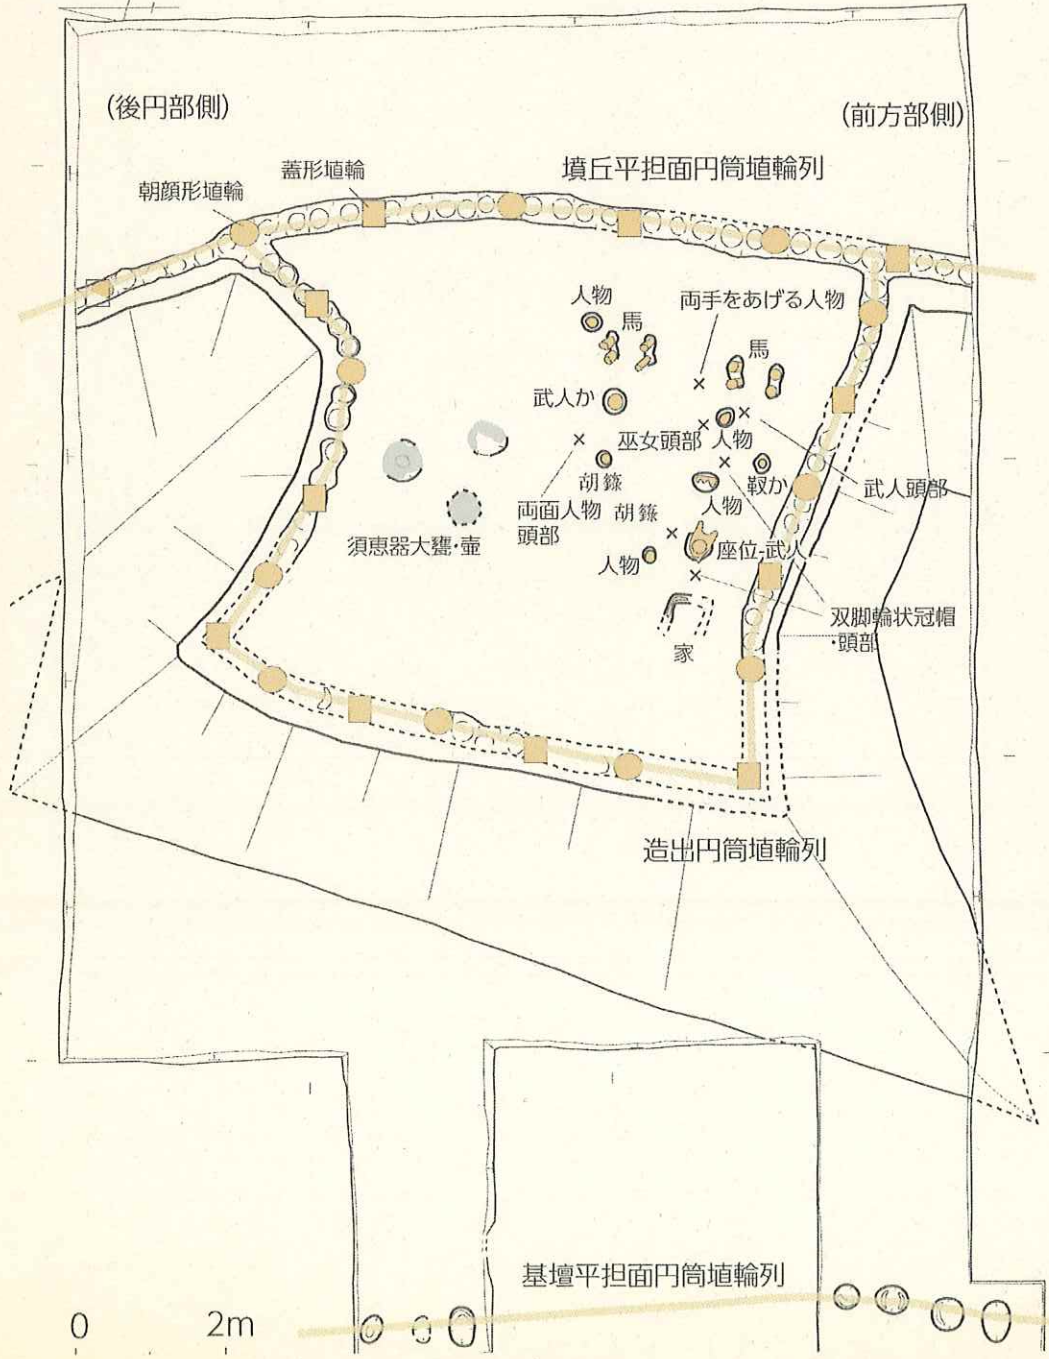 (後円部側)
(前方部側)
墳丘平担面円筒埴輪列
蓋形埴輪
朝顔形埴輪
人物
馬
両手をあげる人物
馬
武人か
巫女頭部
人物
胡籙
靫か
武人頭部
両面人物
頭部
胡籙
人物
須恵器大甕・壷
人物
座位-武人
双脚輪状冠帽
・頭部
家
造出円筒埴輪列
基壇平担面円筒埴輪列
0
2m